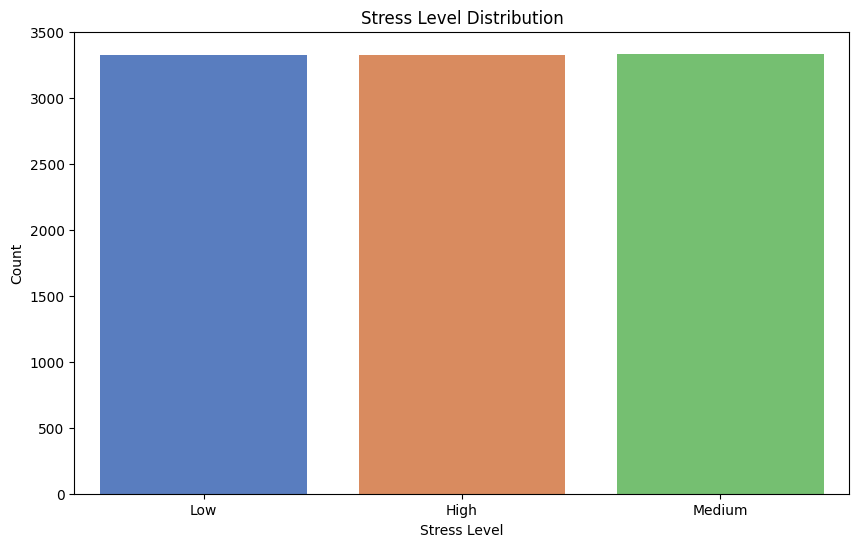 Stress Level Distribution
3500
3000
2500
2000
1500
1000
500
0
Count
Low High Medium
Stress Level